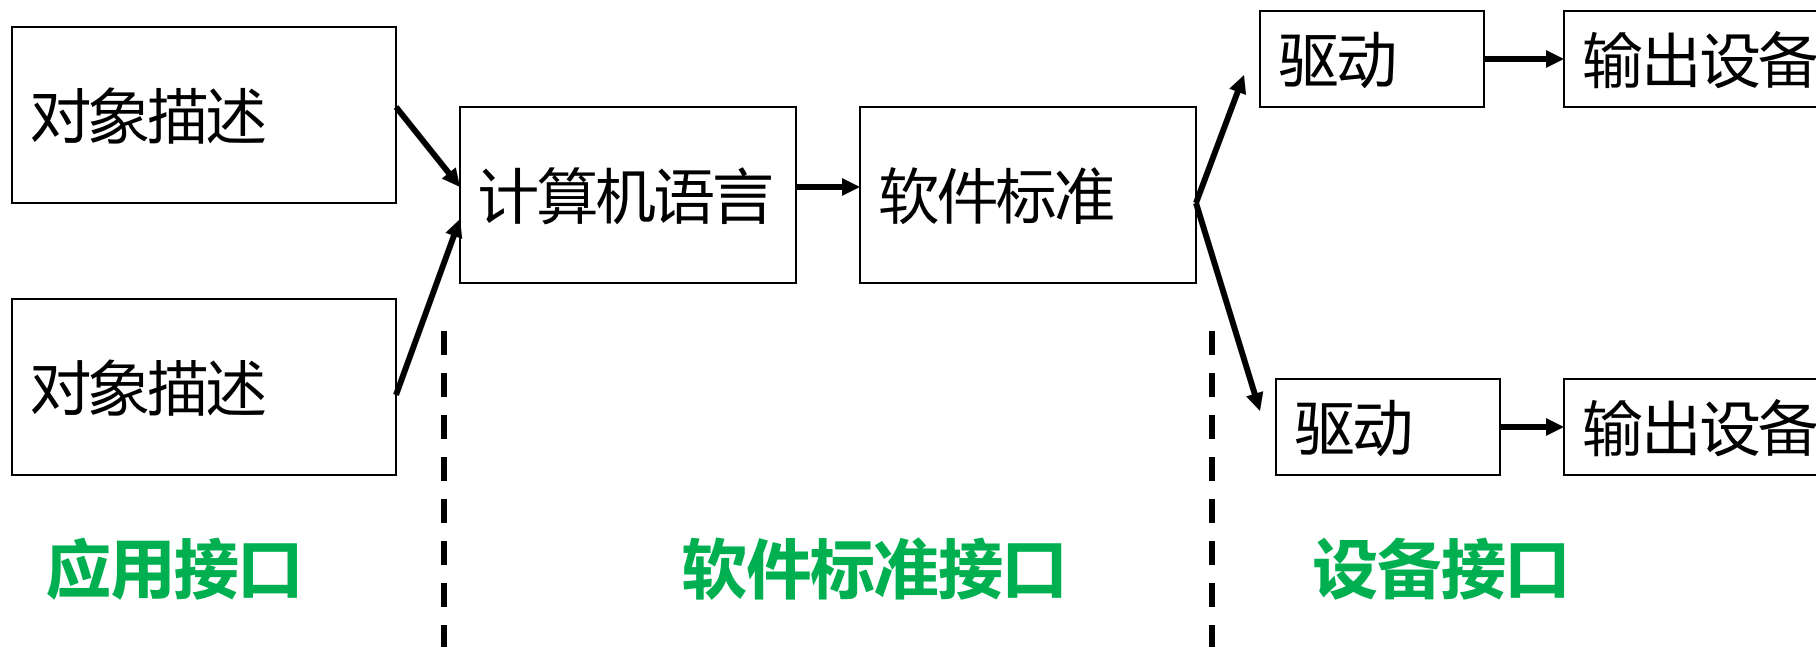 对象描述
计算机语言
软件标准
驱动
输出设备
对象描述
驱动
输出设备
应用接口
软件标准接口
设备接口